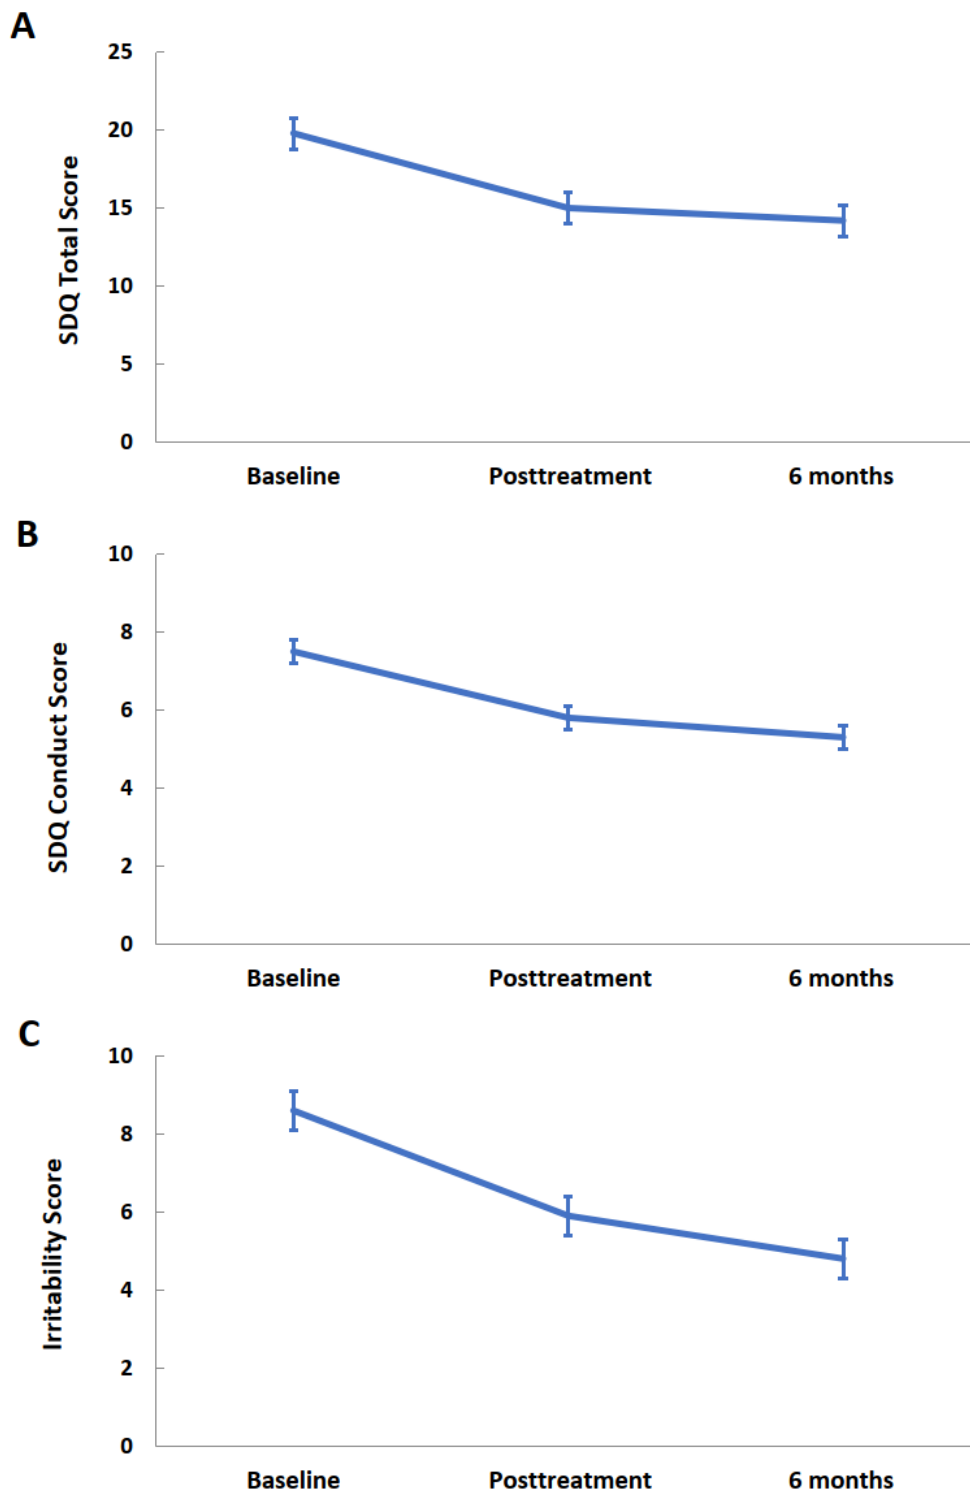 A
SDQ Total Score
25
20
15
10
5
0
Baseline Posttreatment 6 months
B
SDQ Conduct Score
10
8
6
4
2
0
Baseline Posttreatment 6 months
C
Irritability Score
10
8
6
4
2
0
Baseline Posttreatment 6 months